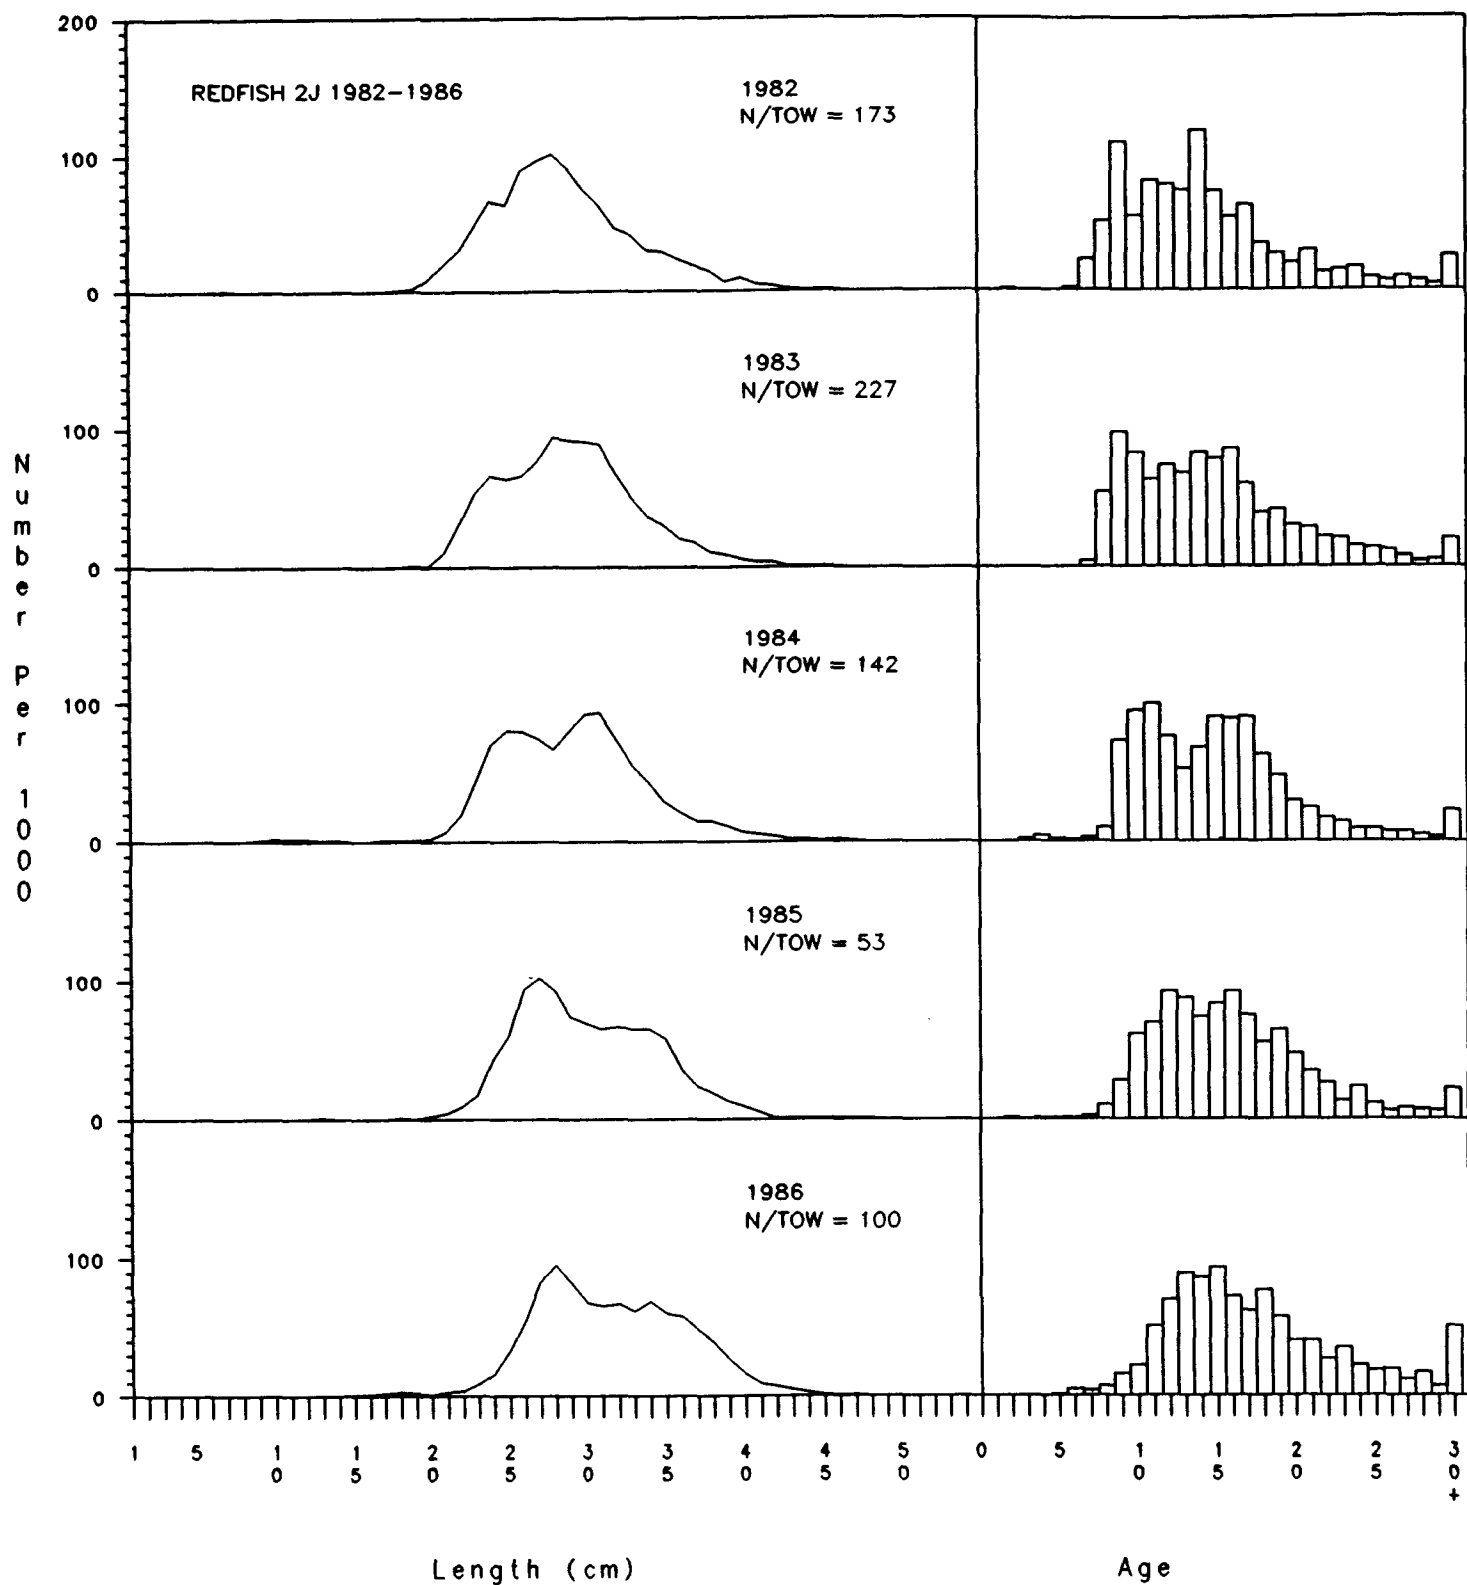 200
REDFISH 2J 1982-1986
1982
N/TOW = 173
100
0
1983
N/TOW = 227
100
0
1984
N/TOW = 142
100
0
1985
N/TOW = 53
100
0
1986
N/TOW = 100
100
0
Number Per 1000
1 5 10 15 20 25 30 35 40 45 50
0 5 10 15 20 25 30+
Length (cm)
Age